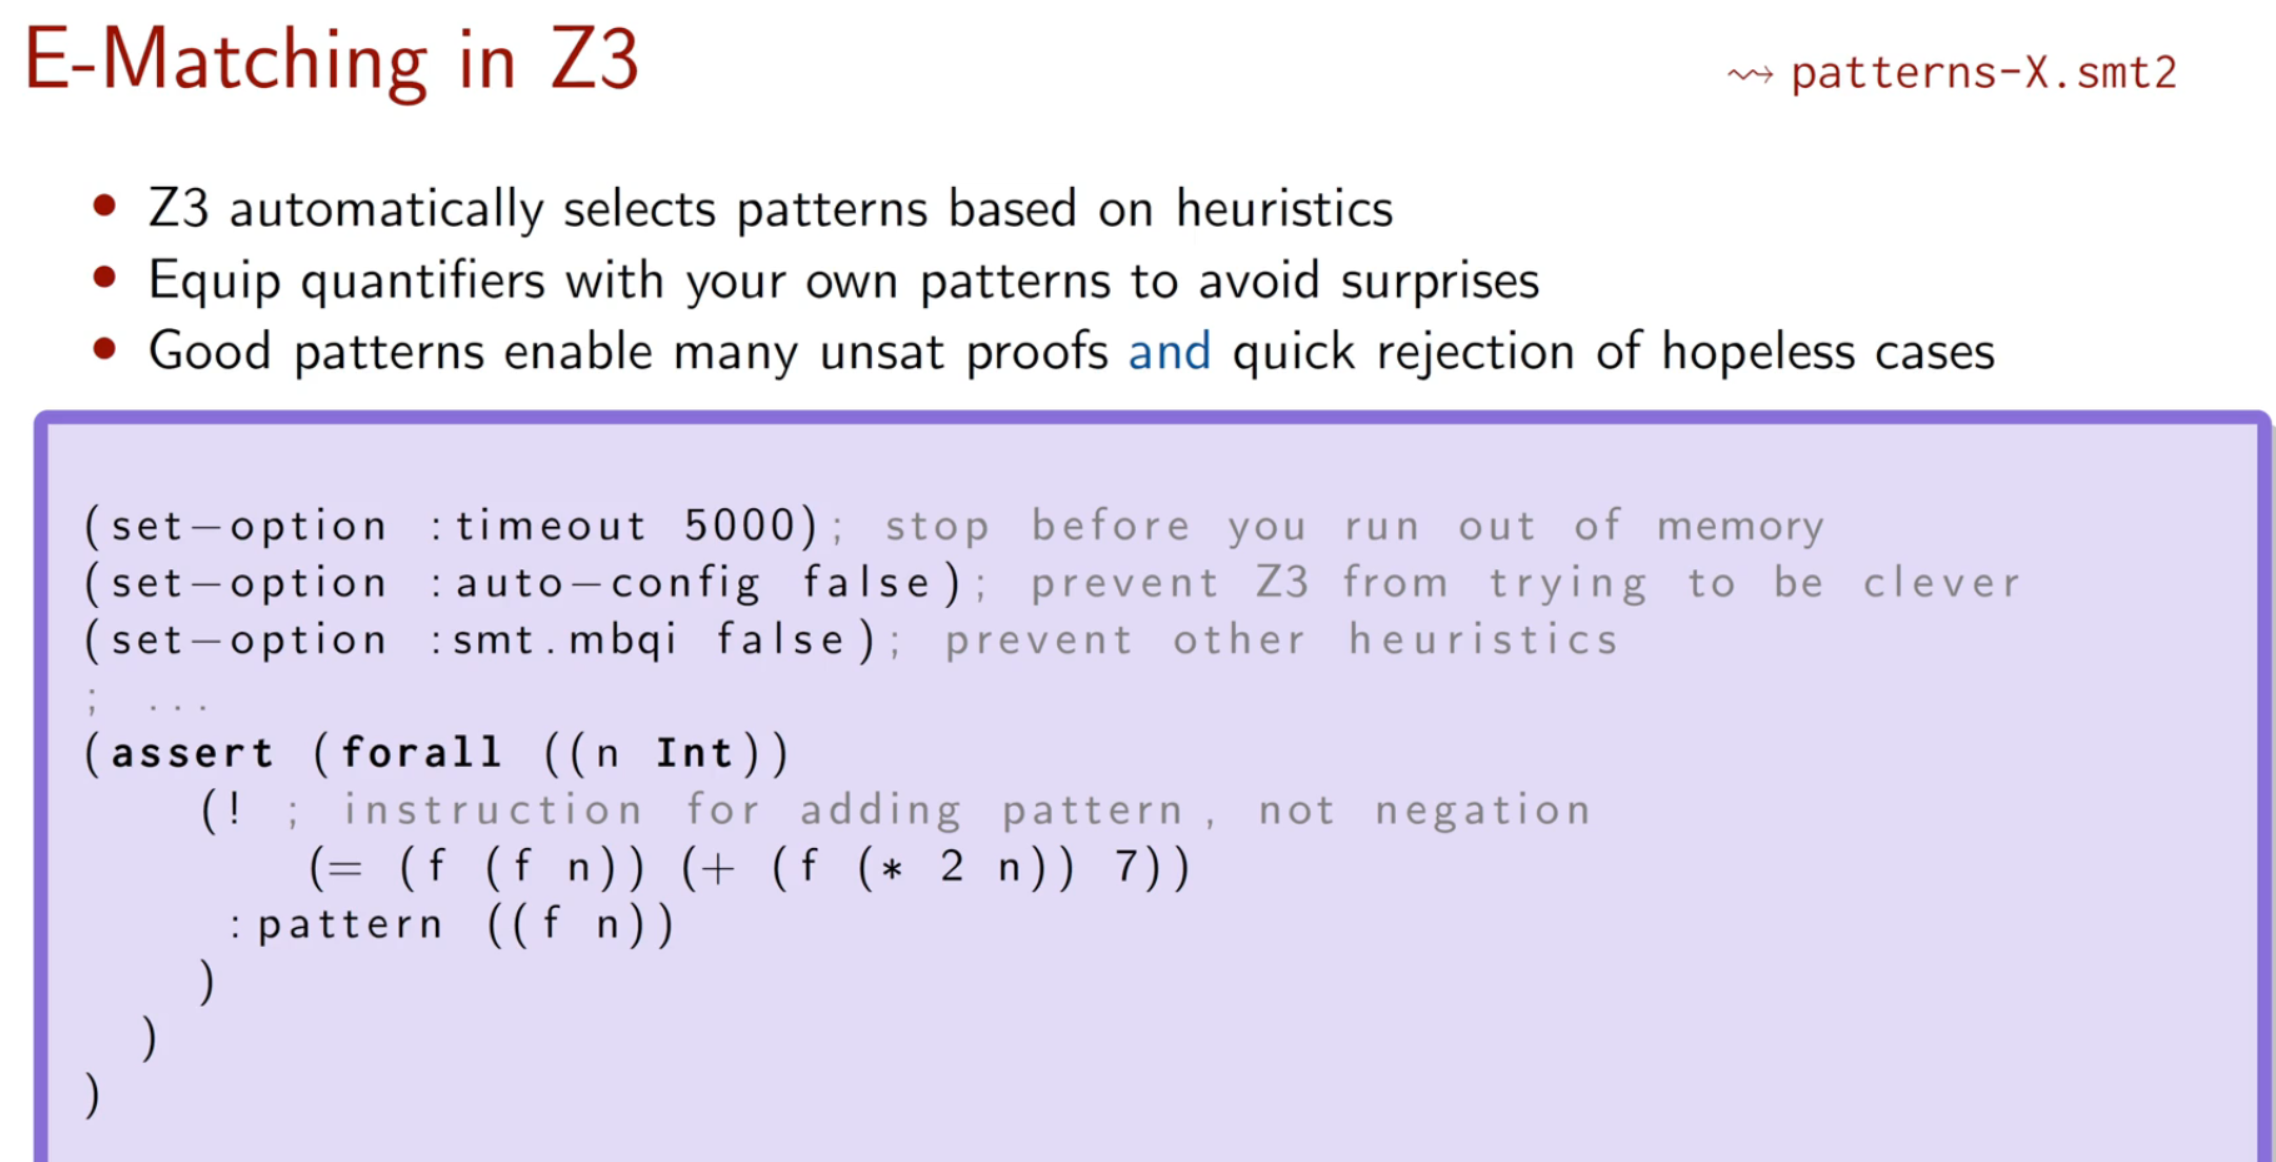 E-Matching in Z3
⇝ patterns-X.smt2
• Z3 automatically selects patterns based on heuristics
• Equip quantifiers with your own patterns to avoid surprises
• Good patterns enable many unsat proofs and quick rejection of hopeless cases
(set-option :timeout 5000); stop before you run out of memory
(set-option :auto-config false); prevent Z3 from trying to be clever
(set-option :smt.mbqi false); prevent other heuristics
; ...
(assert (forall ((n Int))
(! ; instruction for adding pattern, not negation
(= (f (f n)) (+ (f (* 2 n)) 7))
:pattern ((f n))
)
)
)